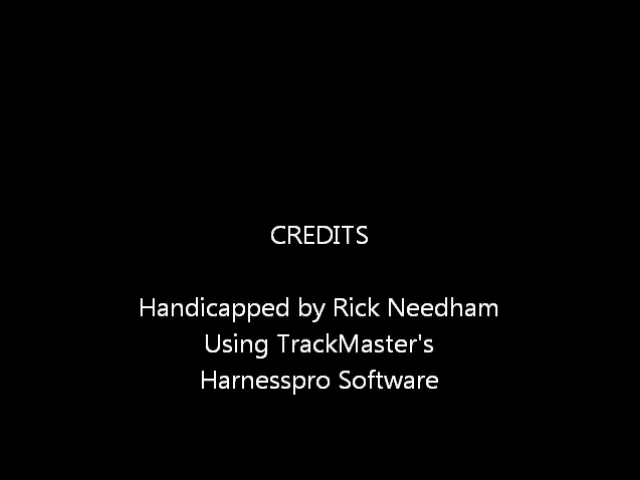 CREDITS
Handicapped by Rick Needham
Using TrackMaster's
Harnesspro Software